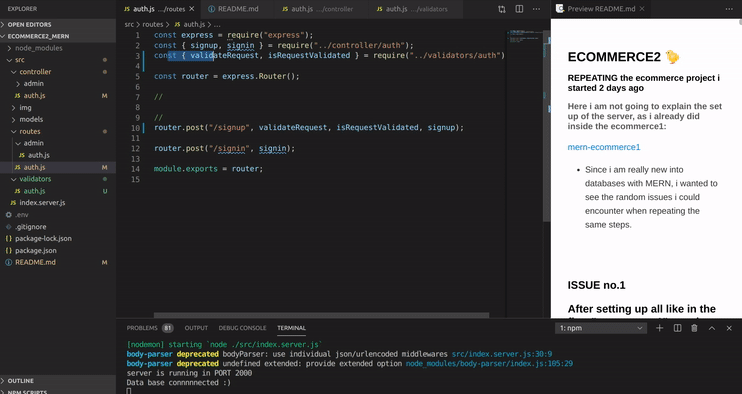 EXPLORER
OPEN EDITORS
ECOMMERCE2_MERN
node_modules
src
controller
admin
JS auth.js M
img
models
routes
admin
JS auth.js
JS auth.js M
validators
JS auth.js U
JS index.server.js
.env
.gitignore
package-lock.json
package.json
README.md M
OUTLINE
NPM SCRIPTS
JS auth.js .../routes
README.md
JS auth.js .../controller
JS auth.js .../validators
src > routes > JS auth.js > ...
1 const express = require("express");
2 const { signup, signin } = require("../controller/auth");
3 const { validateRequest, isRequestValidated } = require("../validators/auth")
4
5 const router = express.Router();
6
7 //
8
9 //
10 router.post("/signup", validateRequest, isRequestValidated, signup);
11
12 router.post("/signin", signin);
13
14 module.exports = router;
15
PROBLEMS 81 OUTPUT DEBUG CONSOLE TERMINAL 1: npm
[nodemon] starting `node ./src/index.server.js`
body-parser deprecated bodyParser: use individual json/urlencoded middlewares src/index.server.js:30:9
body-parser deprecated undefined extended: provide extended option node_modules/body-parser/index.js:105:29
server is running in PORT 2000
Data base connnnnected :)
Preview README.md
ECOMMERCE2 🐤
REPEATING the ecommerce project i
started 2 days ago
Here i am not going to explain the set
up of the server, as i already did
inside the ecommerce1:
mern-ecommerce1
Since i am really new into
databases with MERN, i wanted to
see the random issues i could
encounter when repeating the
same steps.
ISSUE no.1
After setting up all like in the